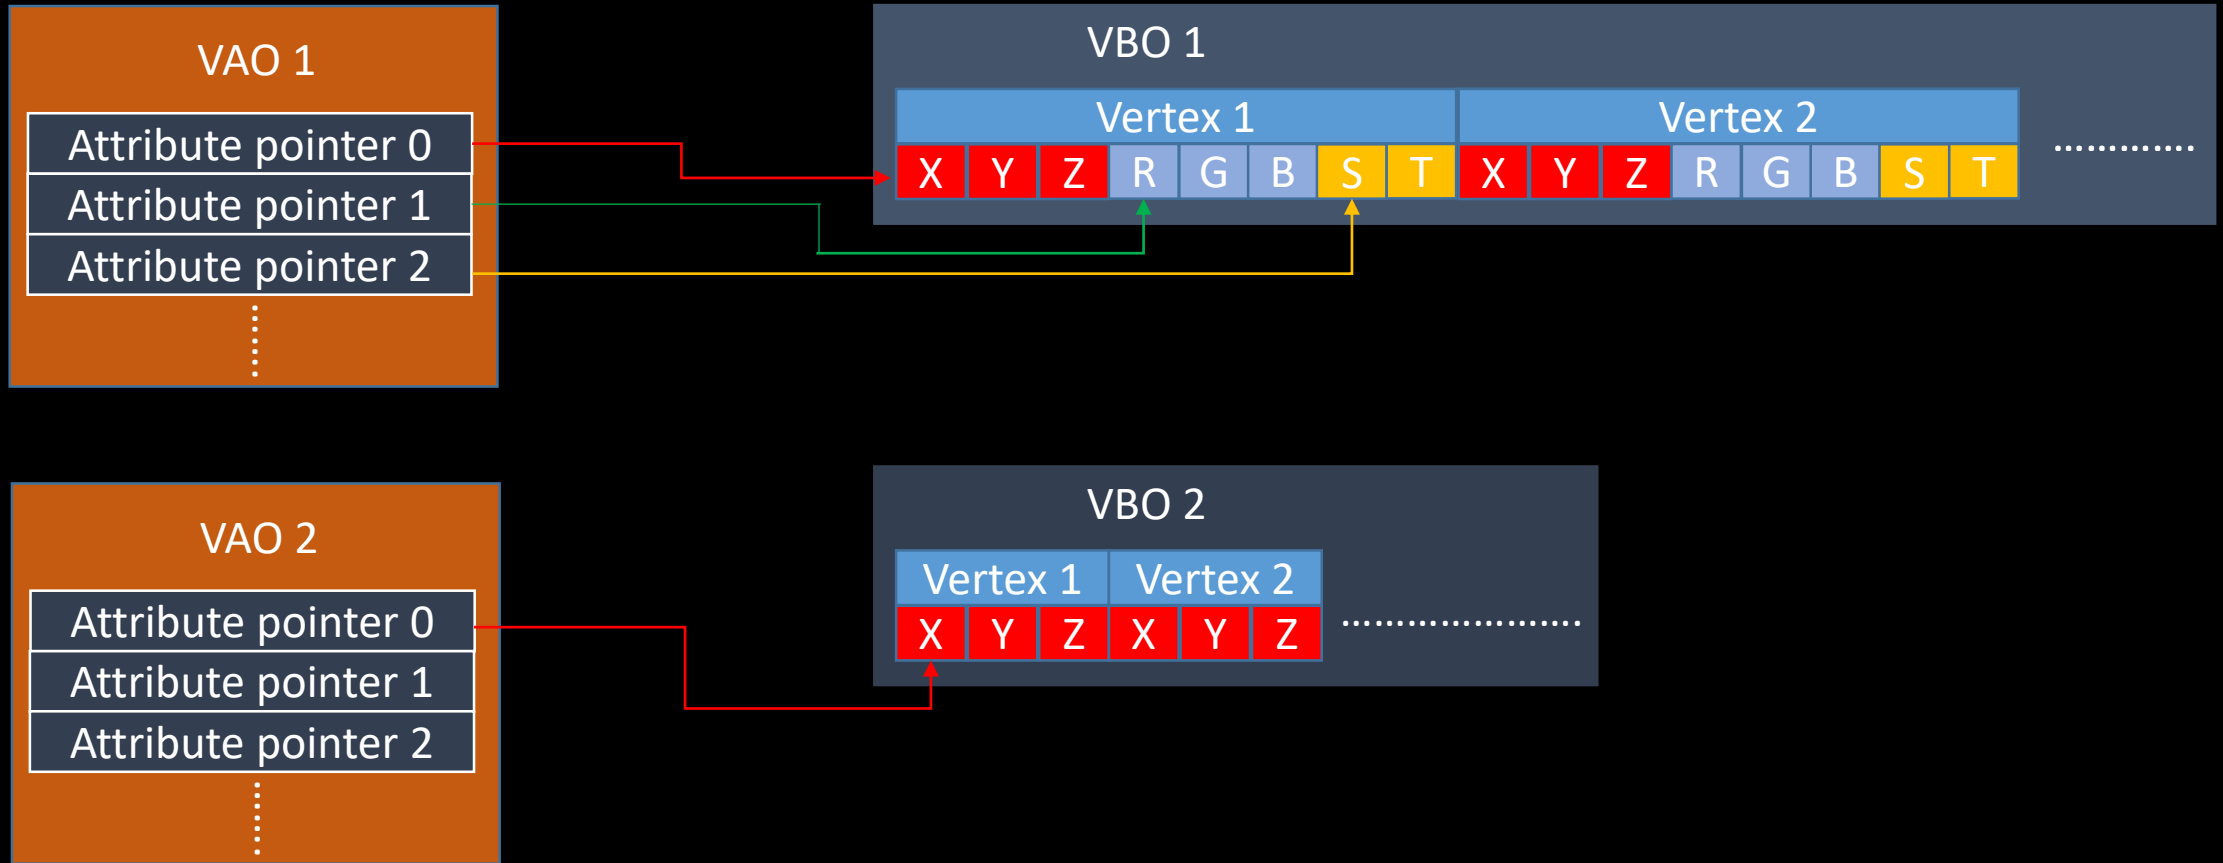 VAO 1
Attribute pointer 0
Attribute pointer 1
Attribute pointer 2
VBO 1
Vertex 1 Vertex 2
X Y Z R G B S T X Y Z R G B S T
VAO 2
Attribute pointer 0
Attribute pointer 1
Attribute pointer 2
VBO 2
Vertex 1 Vertex 2
X Y Z X Y Z